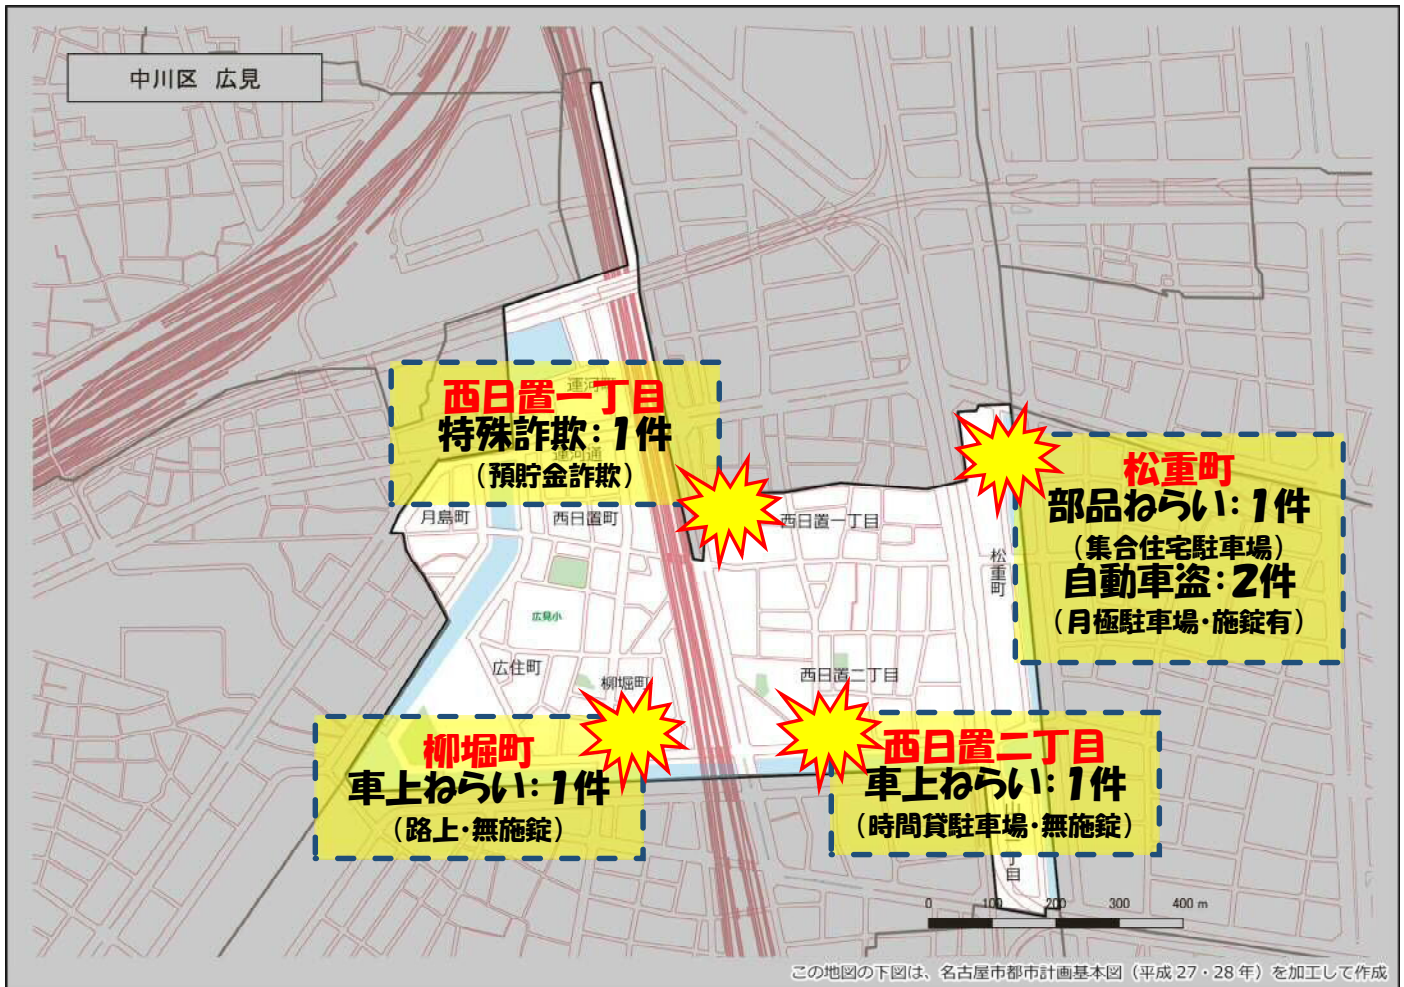 中川区 広見
運河町
西日置一丁目
特殊詐欺：1件
運河通
（預貯金詐欺）
月島町
西日置町
西日置一丁目
松重町
部品ねらい：1件
（集合住宅駐車場）
自動車盗：2件
（月極駐車場・施錠有）
松重町
広見小
広住町
柳堀町
西日置二丁目
柳堀町
車上ねらい：1件
（路上・無施錠）
西日置二丁目
車上ねらい：1件
（時間貸駐車場・無施錠）
丁目
0 100 200 300 400 m
この地図の下図は、名古屋市都市計画基本図（平成27・28年）を加工して作成